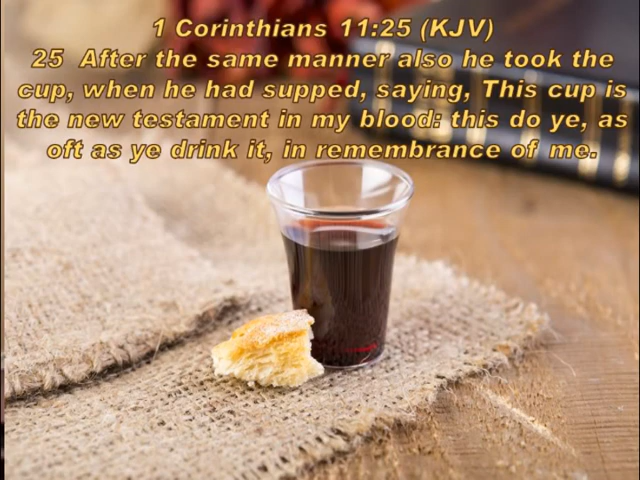 1 Corinthians 11:25 (KJV)
25  After the same manner also he took the
cup, when he had supped, saying, This cup is
the new testament in my blood: this do ye, as
oft as ye drink it, in remembrance of me.